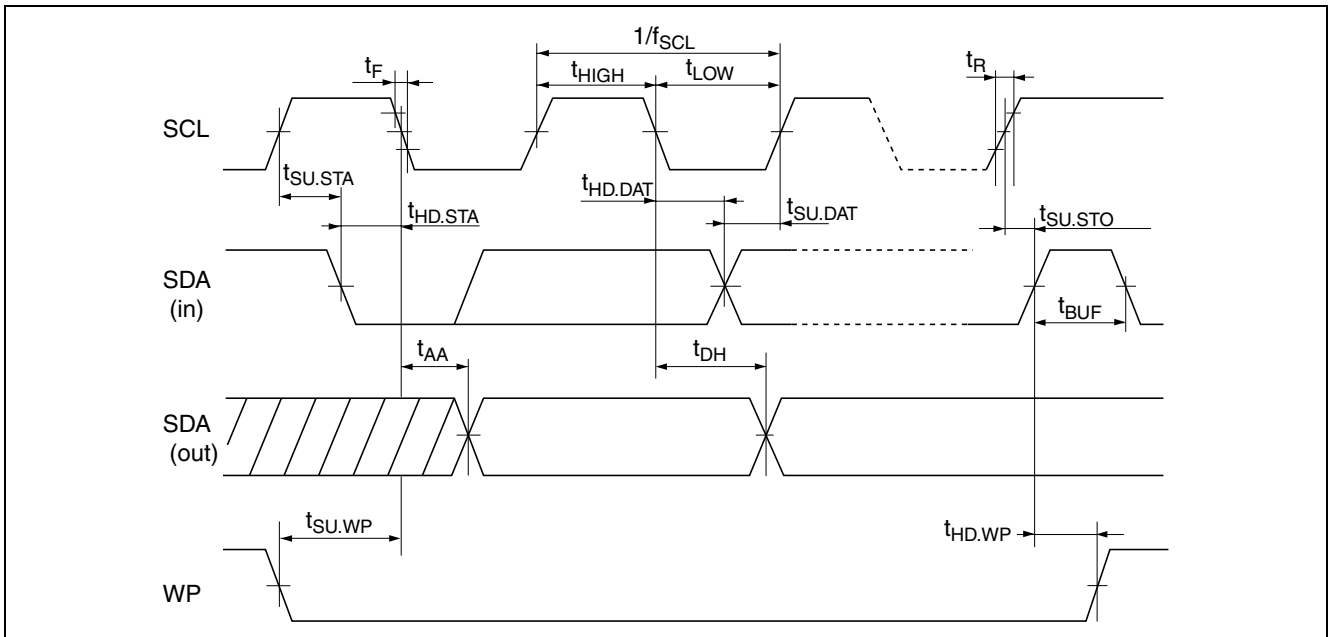 1/fSCL
tF
tHIGH
tLOW
tR
SCL
tSU.STA
tHD.STA
tHD.DAT
tSU.DAT
tSU.STO
SDA
(in)
tBUF
tAA
tDH
SDA
(out)
tSU.WP
tHD.WP
WP